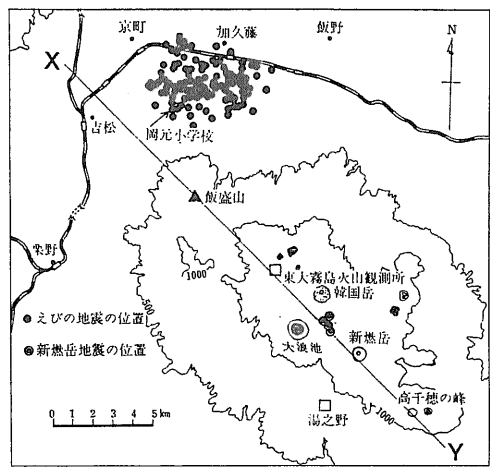 京町
加久藤
飯野
N
X
吉松
岡元小学校
飯盛山
栗野
1000
東大霧島火山観測所
韓国岳
500
えびの地震の位置
新燃岳地震の位置
大浪池
新燃岳
高千穂の峰
湯之野
1000
0 1 2 3 4 5 km
Y